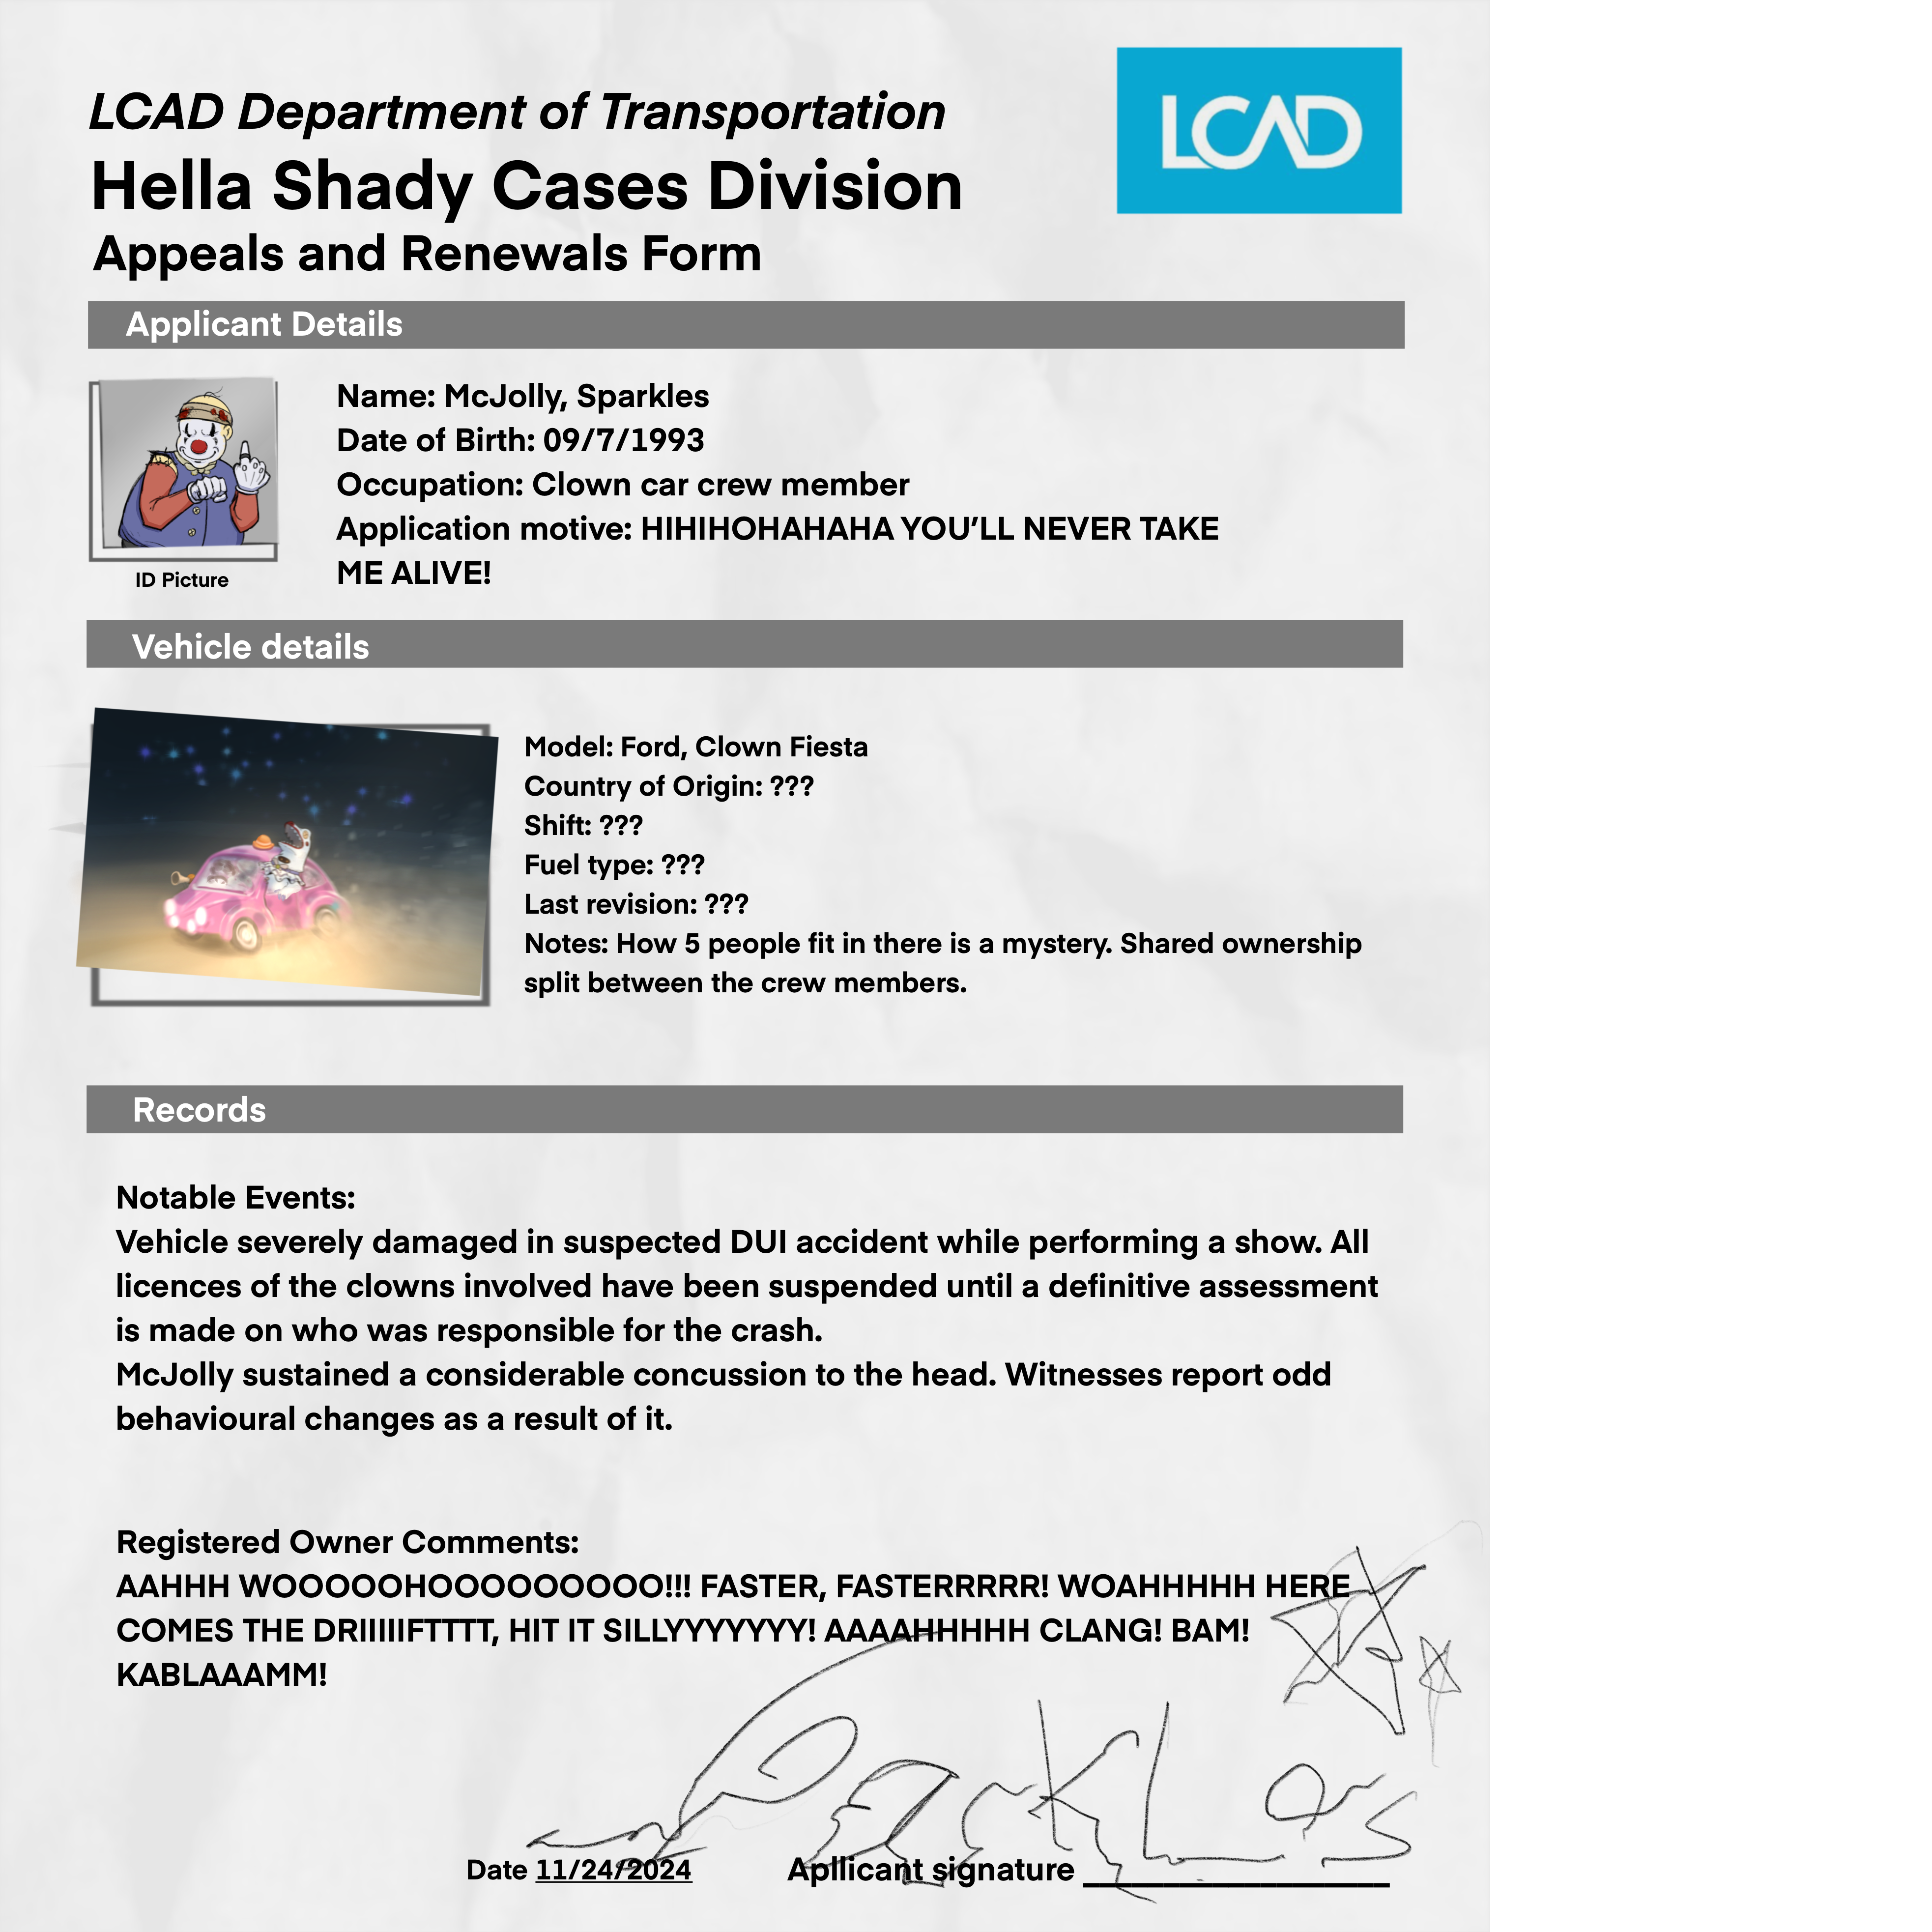 LCAD Department of Transportation
LCAD
Hella Shady Cases Division
Appeals and Renewals Form
Applicant Details
Name: McJolly, Sparkles
Date of Birth: 09/7/1993
Occupation: Clown car crew member
Application motive: HIHIHOHAHAHA YOU'LL NEVER TAKE
ME ALIVE!
ID Picture
Vehicle details
Model: Ford, Clown Fiesta
Country of Origin: ???
Shift: ???
Fuel type: ???
Last revision: ???
Notes: How 5 people fit in there is a mystery. Shared ownership
split between the crew members.
Records
Notable Events:
Vehicle severely damaged in suspected DUI accident while performing a show. All
licences of the clowns involved have been suspended until a definitive assessment
is made on who was responsible for the crash.
McJolly sustained a considerable concussion to the head. Witnesses report odd
behavioural changes as a result of it.
Registered Owner Comments:
AAHHH WOOOOOHOOOOOOOOO!!! FASTER, FASTERRRRR! WOAHHHHH HERE
COMES THE DRIIIIIFTTTT, HIT IT SILLYYYYYYY! AAAAHHHHH CLANG! BAM!
KABLAAAMM!
Sparkles
Date 11/24/2024
Apllicant signature